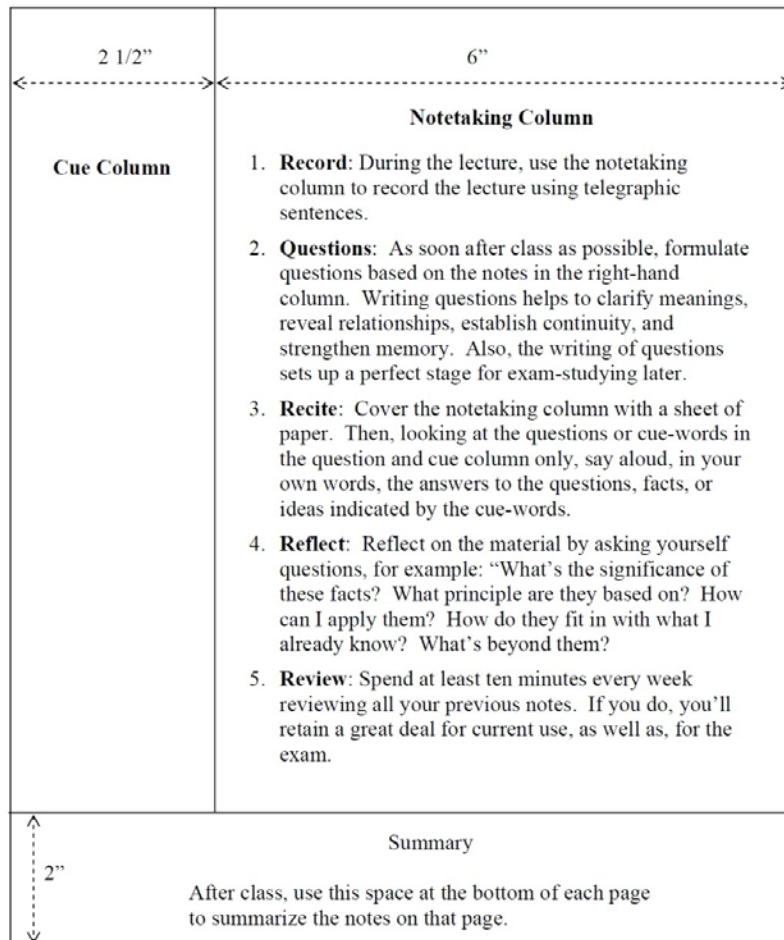 2 1/2”
6”
Notetaking Column
Cue Column
1. Record: During the lecture, use the notetaking
column to record the lecture using telegraphic
sentences.
2. Questions: As soon after class as possible, formulate
questions based on the notes in the right-hand
column. Writing questions helps to clarify meanings,
reveal relationships, establish continuity, and
strengthen memory. Also, the writing of questions
sets up a perfect stage for exam-studying later.
3. Recite: Cover the notetaking column with a sheet of
paper. Then, looking at the questions or cue-words in
the question and cue column only, say aloud, in your
own words, the answers to the questions, facts, or
ideas indicated by the cue-words.
4. Reflect: Reflect on the material by asking yourself
questions, for example: “What’s the significance of
these facts? What principle are they based on? How
can I apply them? How do they fit in with what I
already know? What’s beyond them?
5. Review: Spend at least ten minutes every week
reviewing all your previous notes. If you do, you’ll
retain a great deal for current use, as well as, for the
exam.
Summary
2”
After class, use this space at the bottom of each page
to summarize the notes on that page.